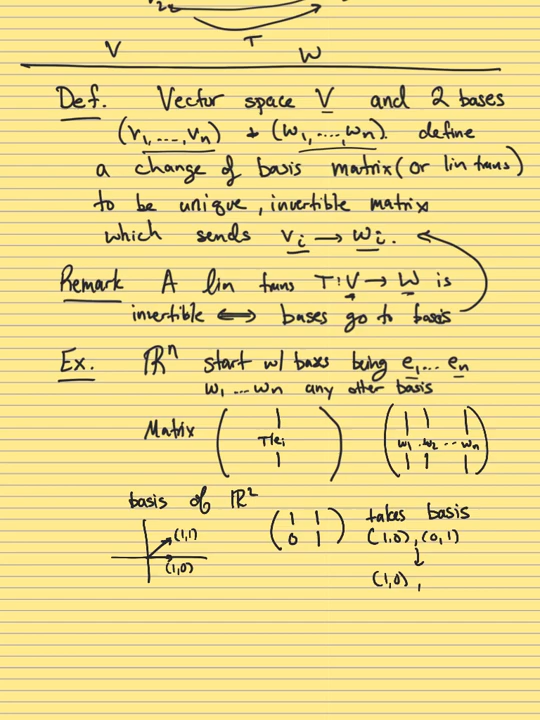 T
V W
Def. Vector space V and 2 bases
(v1,...,vn) + (w1,....,wn). define
a change of basis matrix (or lin trans)
to be unique, invertible matrix
which sends vi → wi.
Remark A lin trans T: V → W is
invertible ⟺ bases go to basis
Ex. ℝⁿ start w/ basis being e1...en
w1 ... wn any other basis
Matrix ( | Tei | ) ( | | | w1 w2 ... wn | | | )
basis of ℝ² (1 1 0 1) takes basis
(1,1) (1,0), (0,1)
(1,0) ↓
(1,0),